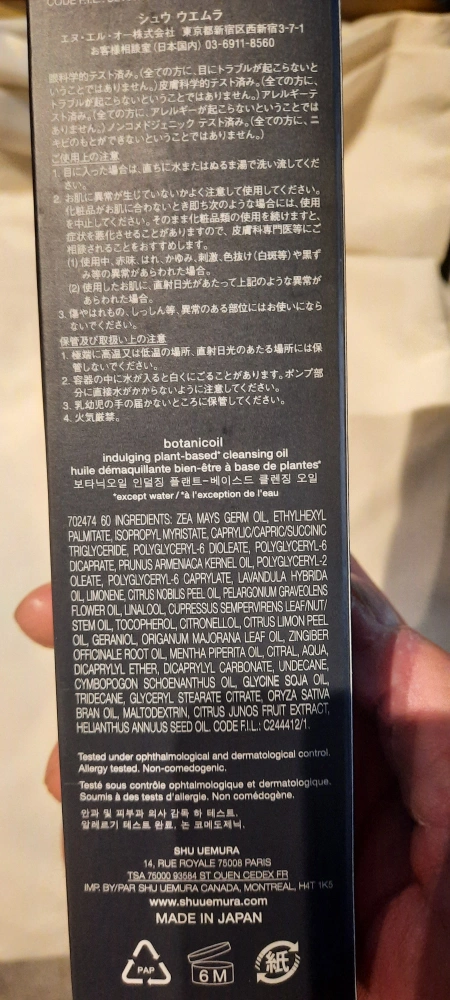 CODE F.I.L.:
シュウ ウエムラ
エヌ・エル・オー株式会社 東京都新宿区西新宿3-7-1
お客様相談室(日本国内) 03-6911-8560
眼科学的テスト済み。(全ての方に、目にトラブルが起こらないと
いうことではありません。)皮膚科学的テスト済み。(全ての方に、
トラブルが起こらないということではありません。)アレルギーテ
スト済み。(全ての方に、アレルギーが起こらないということでは
ありません。)ノンコメドジェニック テスト済み。(全ての方に、ニ
キビのもとができないということではありません。)
ご使用上の注意
1. 目に入った場合は、直ちに水またはぬるま湯で洗い流してくだ
さい。
2. お肌に異常が生じていないかよく注意して使用してください。
化粧品がお肌に合わないとき即ち次のような場合には、使用
を中止してください。そのまま化粧品類の使用を続けますと、
症状を悪化させることがありますので、皮膚科専門医等にご
相談されることをおすすめします。
(1) 使用中、赤味、はれ、かゆみ、刺激、色抜け(白斑等)や黒ず
み等の異常があらわれた場合。
(2) 使用したお肌に、直射日光があたって上記のような異常が
あらわれた場合。
3. 傷やはれもの、しっしん等、異常のある部位にはお使いになら
ないでください。
保管及び取扱い上の注意
1. 極端に高温又は低温の場所、直射日光のあたる場所には保
管しないでください。
2. 容器の中に水が入ると白くにごることがあります。ポンプ部
分に直接水がかからないように注意してください。
3. 乳幼児の手の届かないところに保管してください。
4. 火気厳禁。
botanicoil
indulging plant-based* cleansing oil
huile démaquillante bien-être à base de plantes*
보타닉오일 인덜징 플랜트-베이스드 클렌징 오일
*except water / *à l'exception de l'eau
702474 60 INGREDIENTS: ZEA MAYS GERM OIL, ETHYLHEXYL
PALMITATE, ISOPROPYL MYRISTATE, CAPRYLIC/CAPRIC/SUCCINIC
TRIGLYCERIDE, POLYGLYCERYL-6 DIOLEATE, POLYGLYCERYL-6
DICAPRATE, PRUNUS ARMENIACA KERNEL OIL, POLYGLYCERYL-2
OLEATE, POLYGLYCERYL-6 CAPRYLATE, LAVANDULA HYBRIDA
OIL, LIMONENE, CITRUS NOBILIS PEEL OIL, PELARGONIUM GRAVEOLENS
FLOWER OIL, LINALOOL, CUPRESSUS SEMPERVIRENS LEAF/NUT/
STEM OIL, TOCOPHEROL, CITRONELLOL, CITRUS LIMON PEEL
OIL, GERANIOL, ORIGANUM MAJORANA LEAF OIL, ZINGIBER
OFFICINALE ROOT OIL, MENTHA PIPERITA OIL, CITRAL, AQUA,
DICAPRYLYL ETHER, DICAPRYLYL CARBONATE, UNDECANE,
CYMBOPOGON SCHOENANTHUS OIL, GLYCINE SOJA OIL,
TRIDECANE, GLYCERYL STEARATE CITRATE, ORYZA SATIVA
BRAN OIL, MALTODEXTRIN, CITRUS JUNOS FRUIT EXTRACT,
HELIANTHUS ANNUUS SEED OIL. CODE F.I.L.: C244412/1.
Tested under ophthalmological and dermatological control.
Allergy tested. Non-comedogenic.
Testé sous contrôle ophtalmologique et dermatologique.
Soumis à des tests d'allergie. Non comédogène.
안과 및 피부과 의사 감독 하 테스트.
알레르기 테스트 완료. 논 코메도제닉.
SHU UEMURA
14, RUE ROYALE 75008 PARIS
TSA 75000 93584 ST OUEN CEDEX FR
IMP. BY/PAR SHU UEMURA CANADA, MONTREAL, H4T 1K5
www.shuuemura.com
MADE IN JAPAN
PAP
6 M
紙